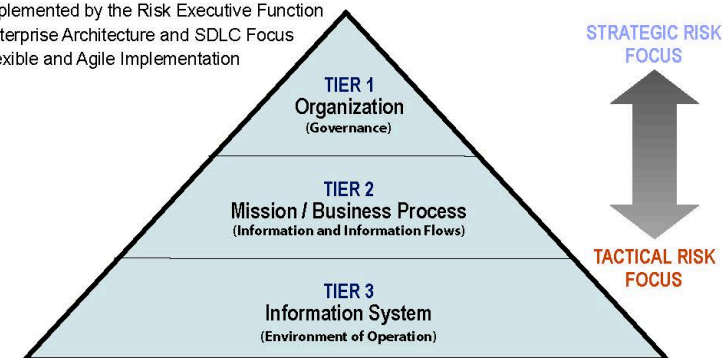 plemented by the Risk Executive Function
terprise Architecture and SDLC Focus
exible and Agile Implementation
STRATEGIC RISK
FOCUS
TIER 1
Organization
(Governance)
TIER 2
Mission / Business Process
(Information and Information Flows)
TACTICAL RISK
FOCUS
TIER 3
Information System
(Environment of Operation)